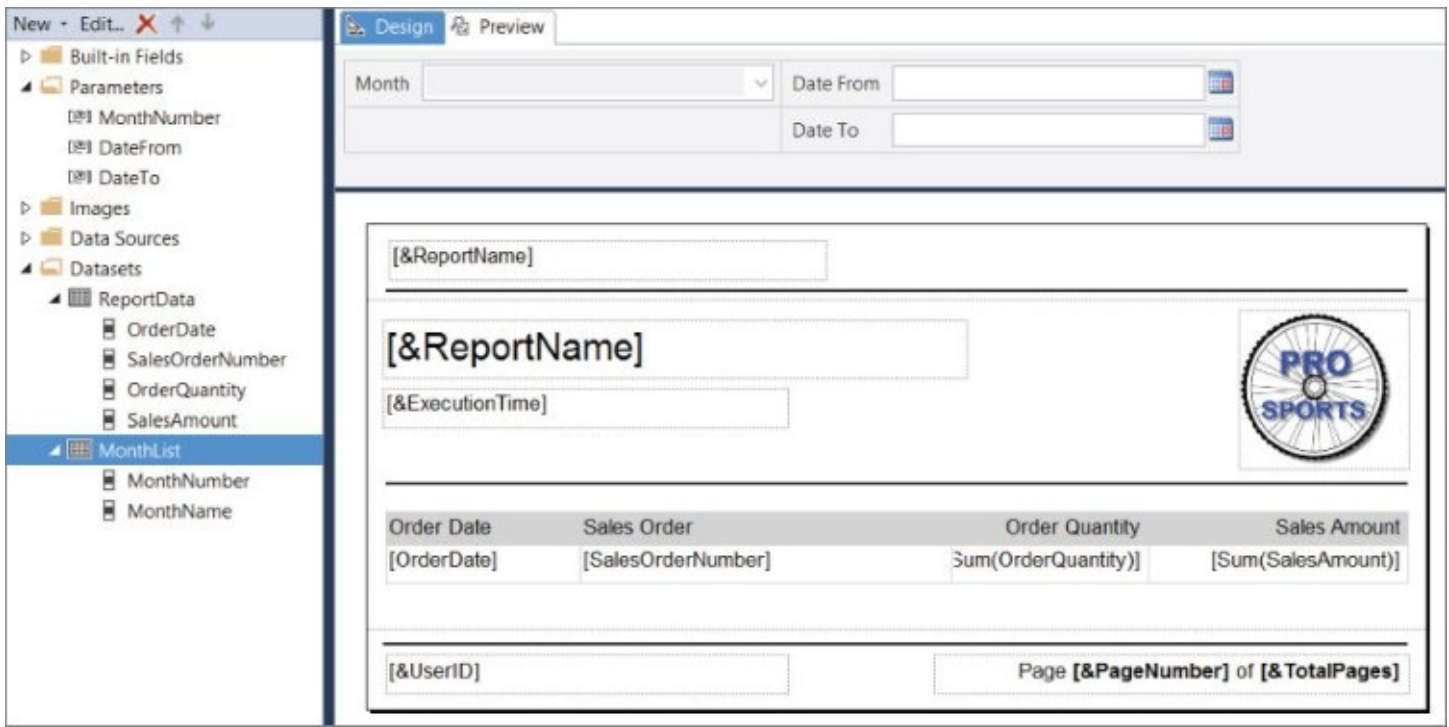 New Edit...
Design Preview
Built-in Fields
Parameters
MonthNumber
DateFrom
DateTo
Images
Data Sources
Datasets
ReportData
OrderDate
SalesOrderNumber
OrderQuantity
SalesAmount
MonthList
MonthNumber
MonthName
Month Date From
Date To
[&ReportName]
[&ReportName]
[&ExecutionTime]
PRO
SPORTS
Order Date Sales Order Order Quantity Sales Amount
[OrderDate] [SalesOrderNumber] Sum(OrderQuantity)] [Sum(SalesAmount)]
[&UserID] Page [&PageNumber] of [&TotalPages]